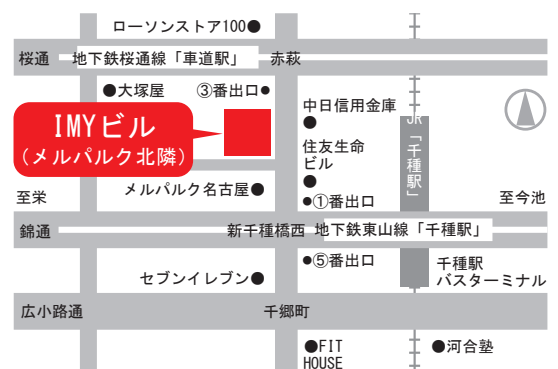 ローソンストア100●
桜通
地下鉄桜通線「車道駅」
赤萩
●大塚屋
③番出口●
IMYビル
(メルパルク北隣)
中日信用金庫
●
住友生命
ビル
●
●①番出口
JR「千種駅」
メルパルク名古屋●
至栄
至今池
錦通
新千種橋西
地下鉄東山線「千種駅」
●⑤番出口
セブンイレブン●
千種駅
バスターミナル
広小路通
千郷町
●FIT
HOUSE
●河合塾